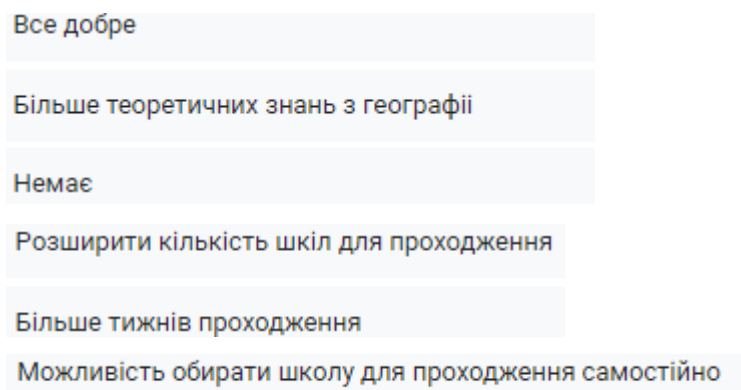 Все добре
Більше теоретичних знань з географіі
Немає
Розширити кількість шкіл для проходження
Більше тижнів проходження
Можливість обирати школу для проходження самостійно